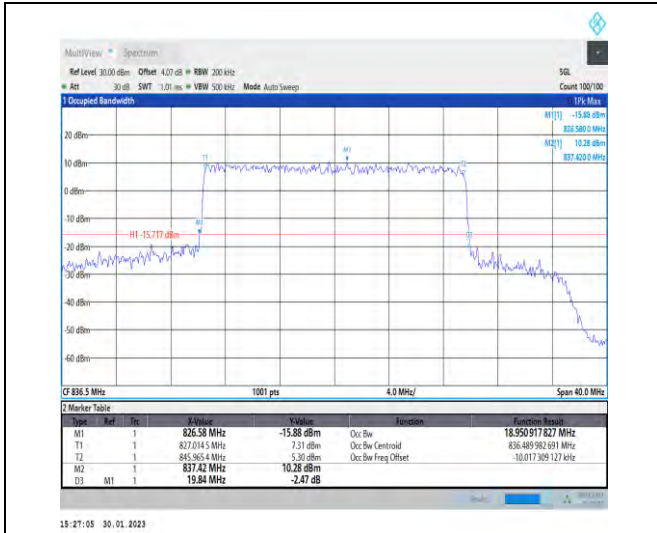 MultiView Spectrum
Ref Level 30.00 dBm Offset 4.07 dB RBW 200 kHz SGL
Att 30 dB SWT 1.01 ms VBW 500 kHz Mode Auto Sweep Count 100/100
1 Occupied Bandwidth 1Pk Max
M1[1] -15.88 dBm
826.580 0 MHz
M2[1] 10.28 dBm
837.420 0 MHz
20 dBm
T1 M2 T2
10 dBm
0 dBm
-10 dBm
M1
H1 -15.717 dBm
D3
-20 dBm
-30 dBm
-40 dBm
-50 dBm
-60 dBm
CF 836.5 MHz 1001 pts 4.0 MHz/ Span 40.0 MHz
2 Marker Table
Type Ref Trc X-Value Y-Value Function Function Result
M1 1 826.58 MHz -15.88 dBm Occ Bw 18.950 917 827 MHz
T1 1 827.014 5 MHz 7.31 dBm Occ Bw Centroid 836.489 982 691 MHz
T2 1 845.965 4 MHz 5.30 dBm Occ Bw Freq Offset -10.017 309 127 kHz
M2 1 837.42 MHz 10.28 dBm
D3 M1 1 19.84 MHz -2.47 dB
15:27:05 30.01.2023